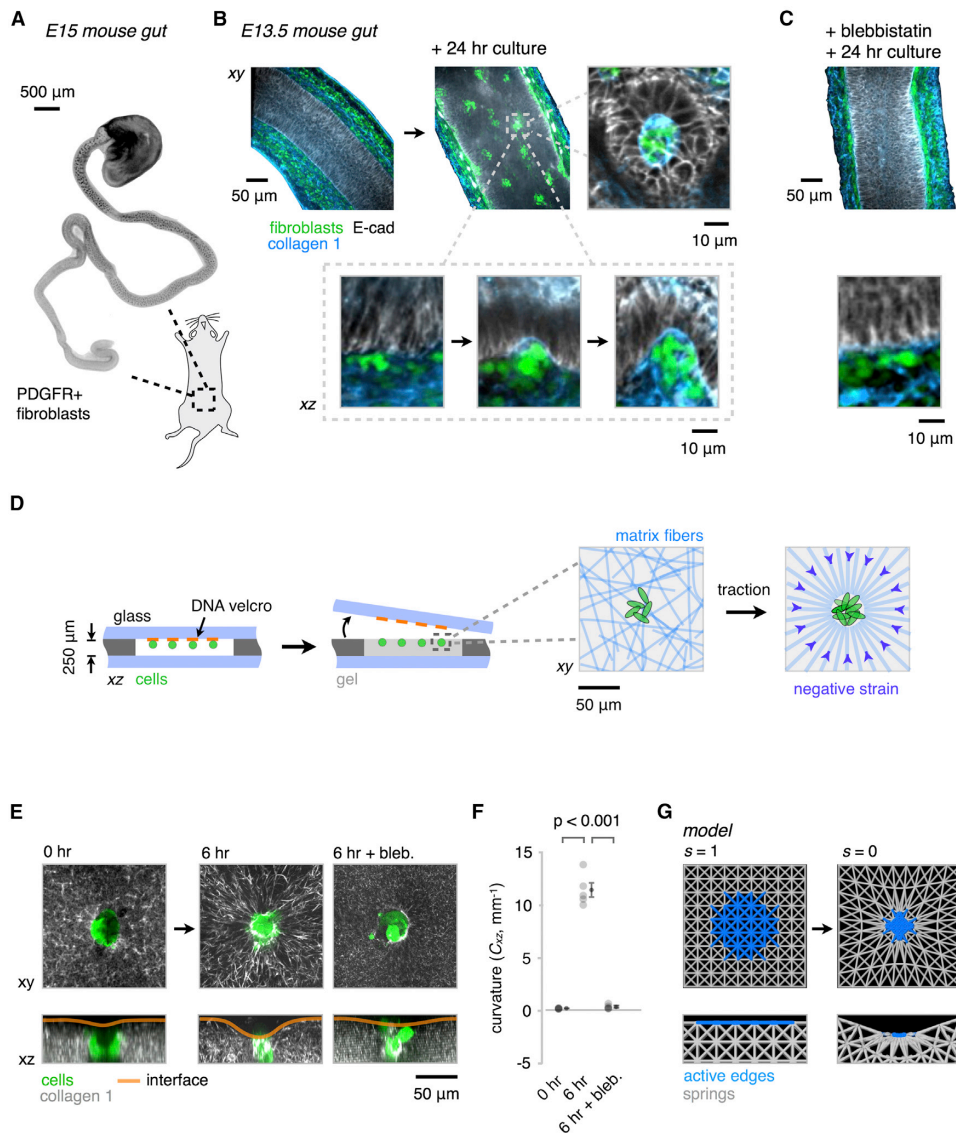 A
E15 mouse gut
500 µm
PDGFR+
fibroblasts
B
E13.5 mouse gut
+ 24 hr culture
xy
50 µm
10 µm
fibroblasts E-cad
collagen 1
xz
10 µm
C
+ blebbistatin
+ 24 hr culture
50 µm
10 µm
D
glass
DNA velcro
250 µm
xz
cells
gel
matrix fibers
xy
50 µm
traction
negative strain
E
0 hr
6 hr
6 hr + bleb.
xy
xz
cells
interface
collagen 1
50 µm
F
p < 0.001
curvature (Cxz, mm⁻¹)
15
10
5
0
-5
0 hr
6 hr
6 hr + bleb.
G
model
s = 1
s = 0
active edges
springs